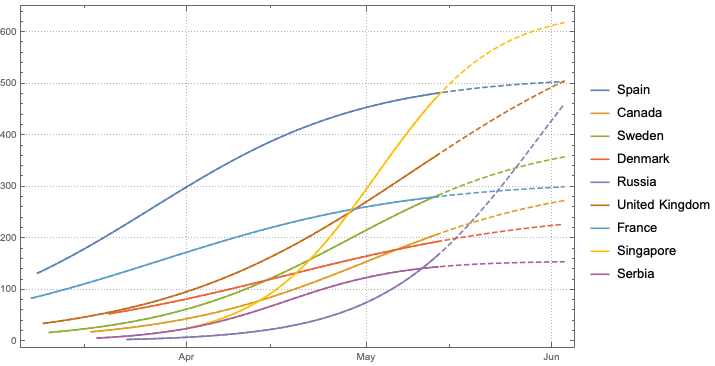 600
500
400
300
200
100
0
Apr May Jun
Spain
Canada
Sweden
Denmark
Russia
United Kingdom
France
Singapore
Serbia